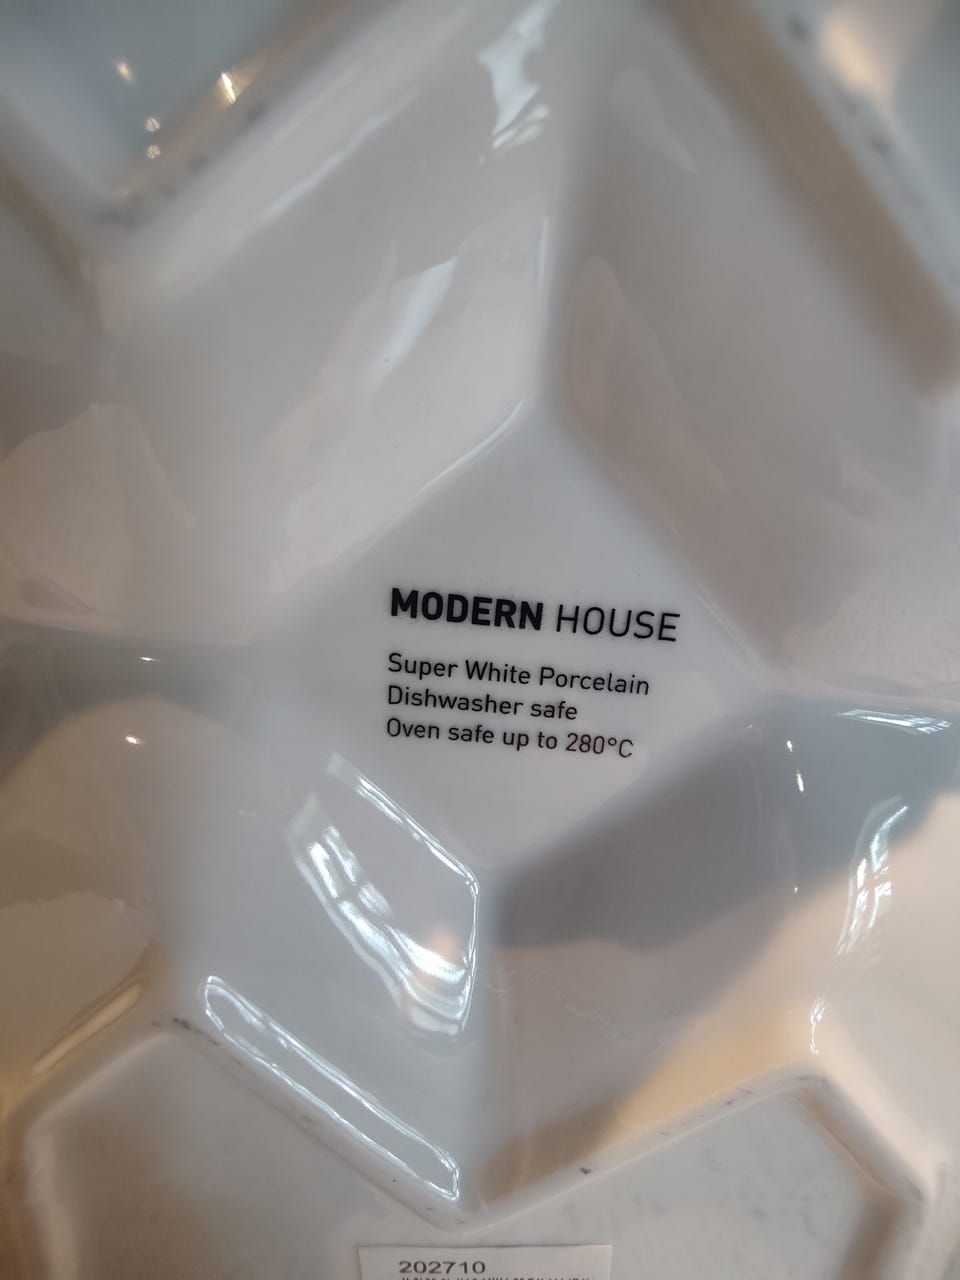 MODERN HOUSE
Super White Porcelain
Dishwasher safe
Oven safe up to 280°C
202710